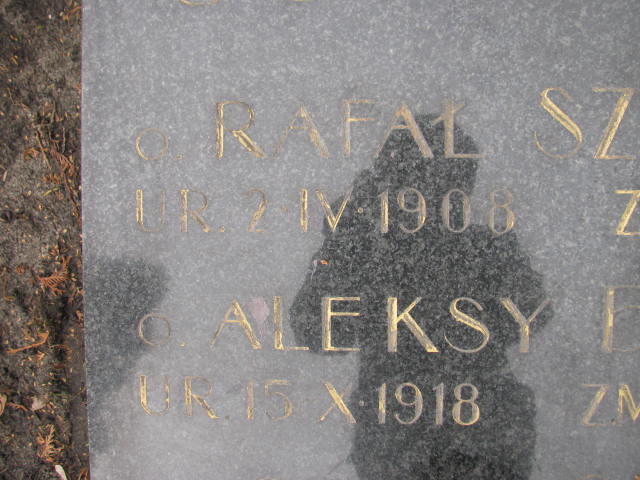 o. RAFAŁ SZ
UR. 2·IV·1908 Z
o. ALEKSY
UR. 15 X·1918 ZM